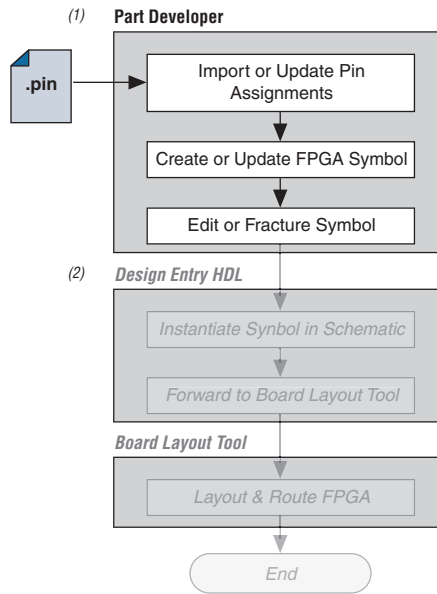 (1) Part Developer
.pin
Import or Update Pin
Assignments
Create or Update FPGA Symbol
Edit or Fracture Symbol
(2) Design Entry HDL
Instantiate Synbol in Schematic
Forward to Board Layout Tool
Board Layout Tool
Layout & Route FPGA
End